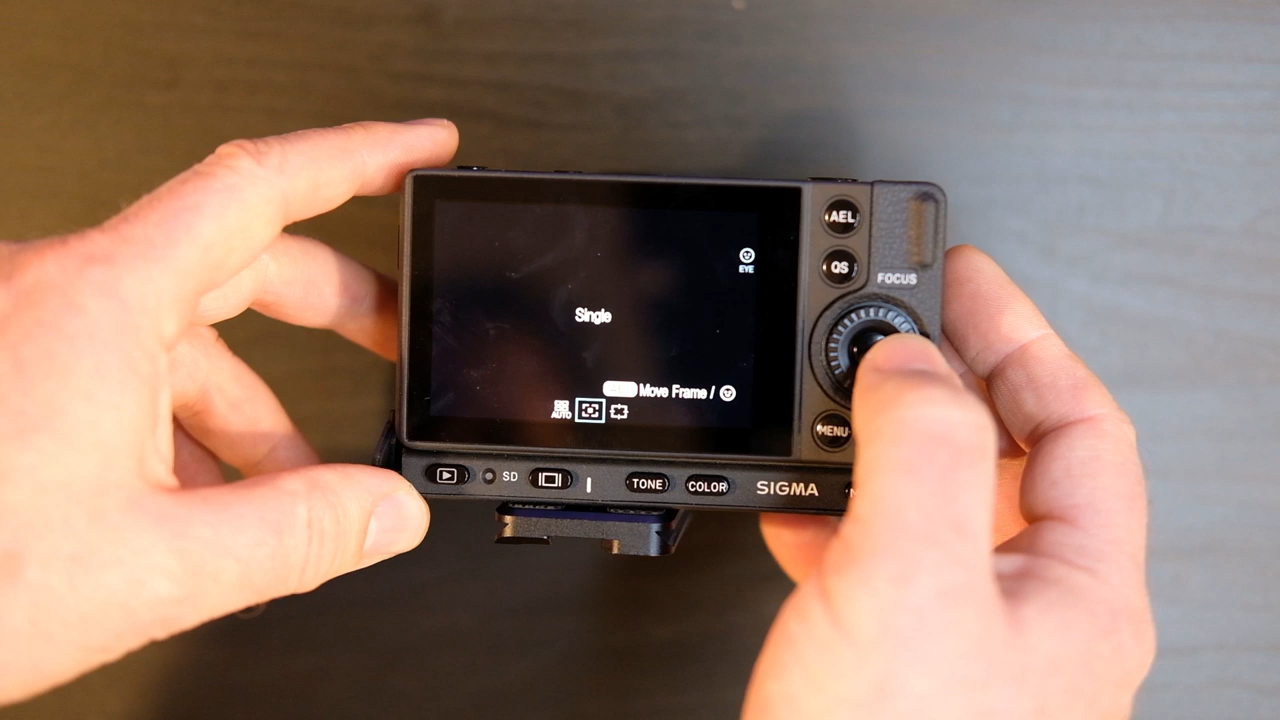 AEL
QS
FOCUS
EYE
Single
Move Frame /
AUTO
MENU
SD
TONE
COLOR
SIGMA